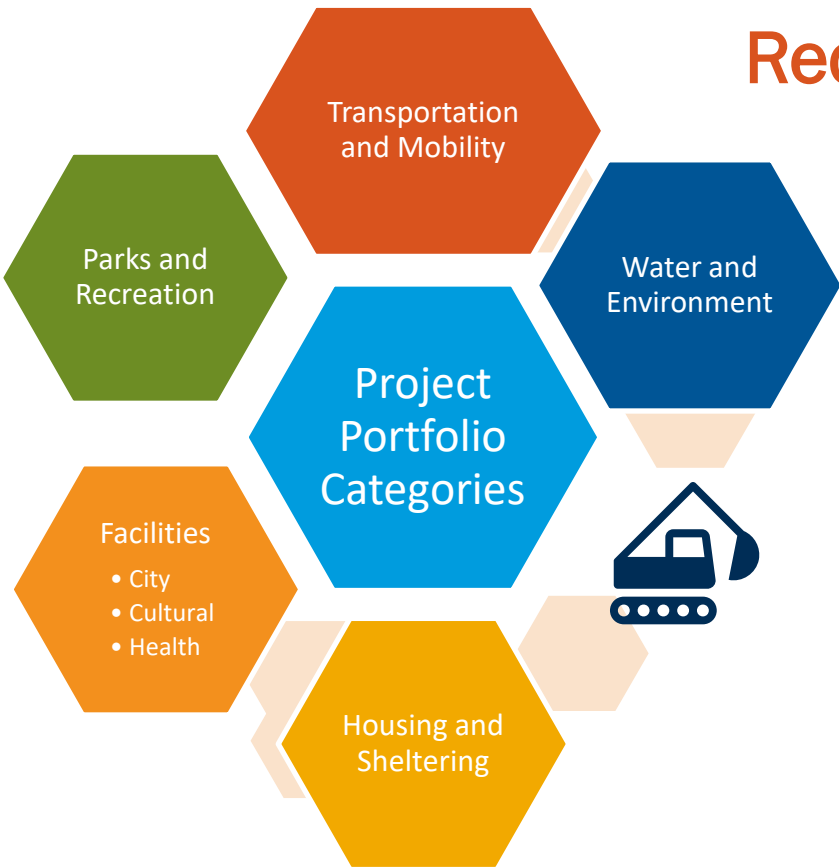 Transportation
and Mobility
Parks and
Recreation
Water and
Environment
Project
Portfolio
Categories
Facilities
• City
• Cultural
• Health
Housing and
Sheltering